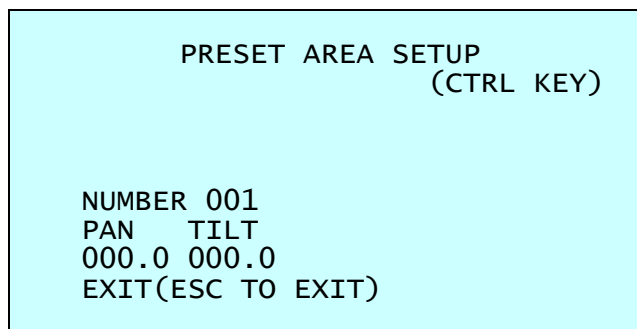 PRESET AREA SETUP
(CTRL KEY)
NUMBER 001
PAN TILT
000.0 000.0
EXIT(ESC TO EXIT)